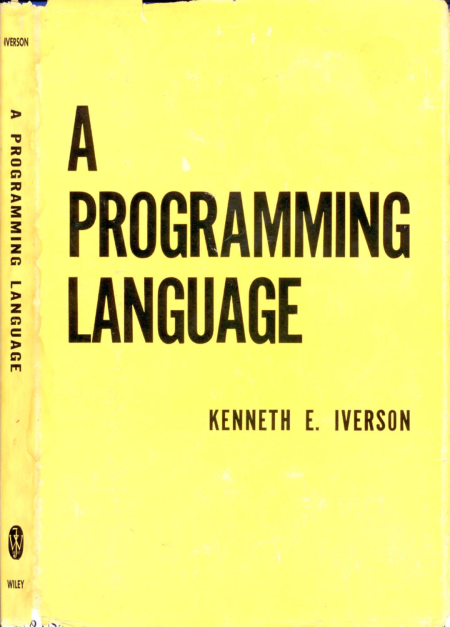 IVERSON
A PROGRAMMING LANGUAGE
WILEY
A
PROGRAMMING
LANGUAGE
KENNETH E. IVERSON